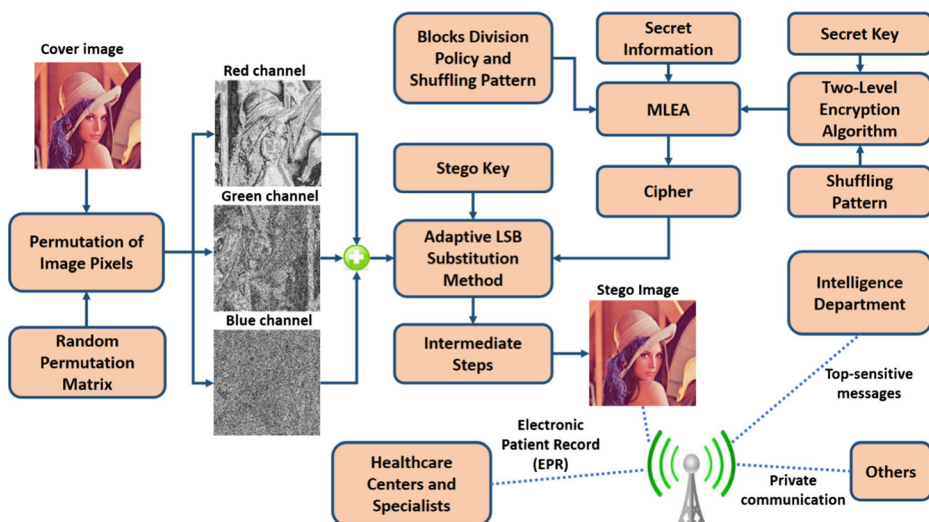 Cover image
Red channel
Blocks Division
Policy and
Shuffling Pattern
Secret
Information
Secret Key
MLEA
Two-Level
Encryption
Algorithm
Stego Key
Cipher
Shuffling
Pattern
Green channel
Permutation of
Image Pixels
Adaptive LSB
Substitution
Method
Stego Image
Intelligence
Department
Blue channel
Random
Permutation
Matrix
Intermediate
Steps
Top-sensitive
messages
Electronic
Patient Record
(EPR)
Healthcare
Centers and
Specialists
Private
communication
Others